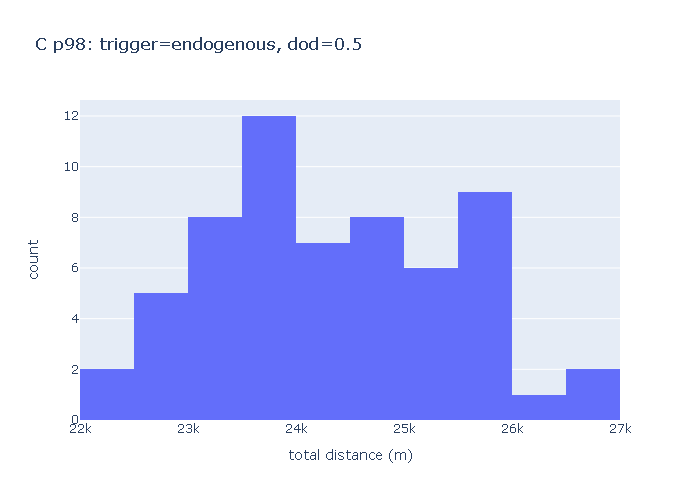 C p98: trigger=endogenous, dod=0.5
12
10
8
6
4
2
0
count
22k
23k
24k
25k
26k
27k
total distance (m)